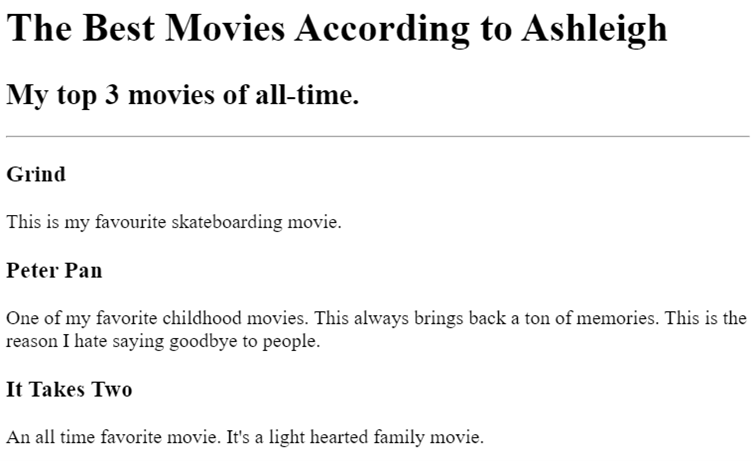 The Best Movies According to Ashleigh
My top 3 movies of all-time.
Grind
This is my favourite skateboarding movie.
Peter Pan
One of my favorite childhood movies. This always brings back a ton of memories. This is the
reason I hate saying goodbye to people.
It Takes Two
An all time favorite movie. It's a light hearted family movie.